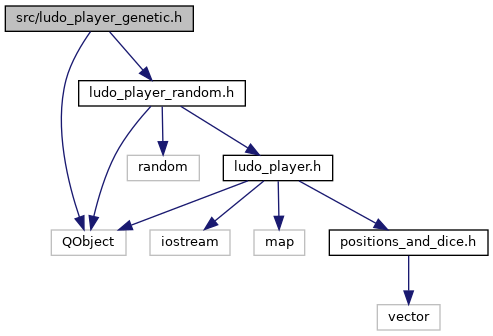 src/ludo_player_genetic.h
ludo_player_random.h
random
ludo_player.h
QObject
iostream
map
positions_and_dice.h
vector